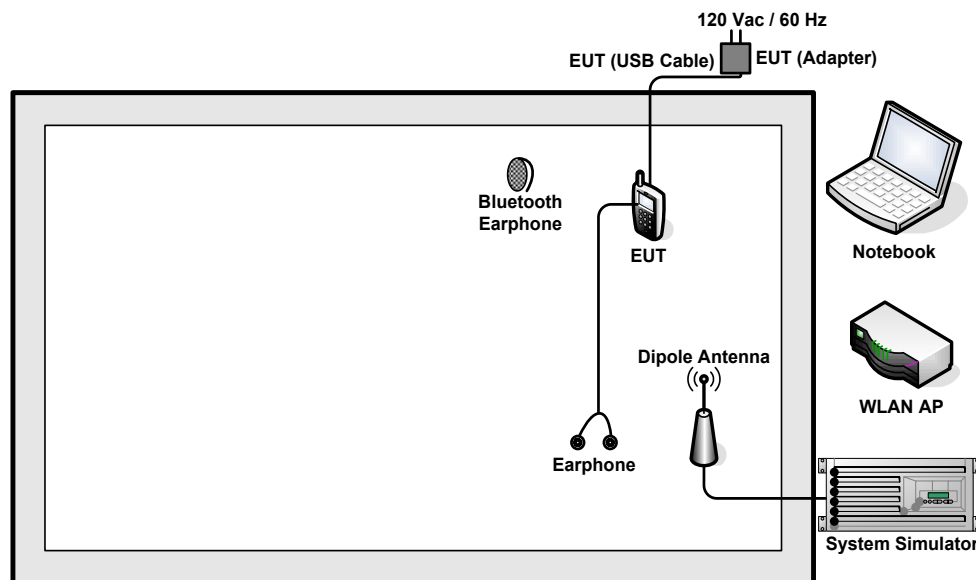 120 Vac / 60 Hz
EUT (USB Cable)
EUT (Adapter)
Bluetooth
Earphone
EUT
Notebook
Dipole Antenna
WLAN AP
Earphone
System Simulator